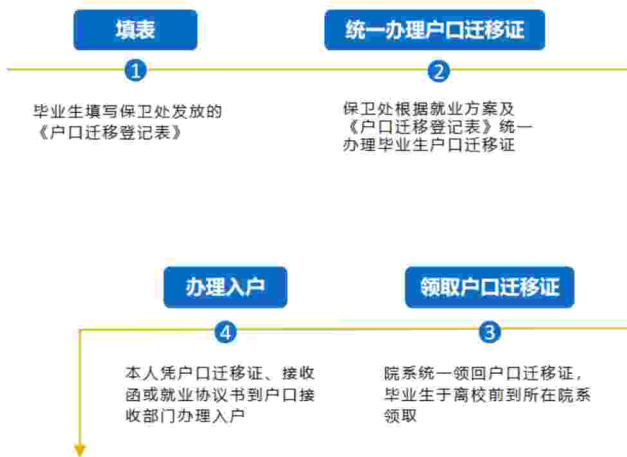 填表
统一办理户口迁移证
1
2
毕业生填写保卫处发放的
《户口迁移登记表》
保卫处根据就业方案及
《户口迁移登记表》统一
办理毕业生户口迁移证
办理入户
领取户口迁移证
4
3
本人凭户口迁移证、接收
函或就业协议书到户口接
收部门办理入户
院系统一领回户口迁移证，
毕业生于离校前到所在院系
领取